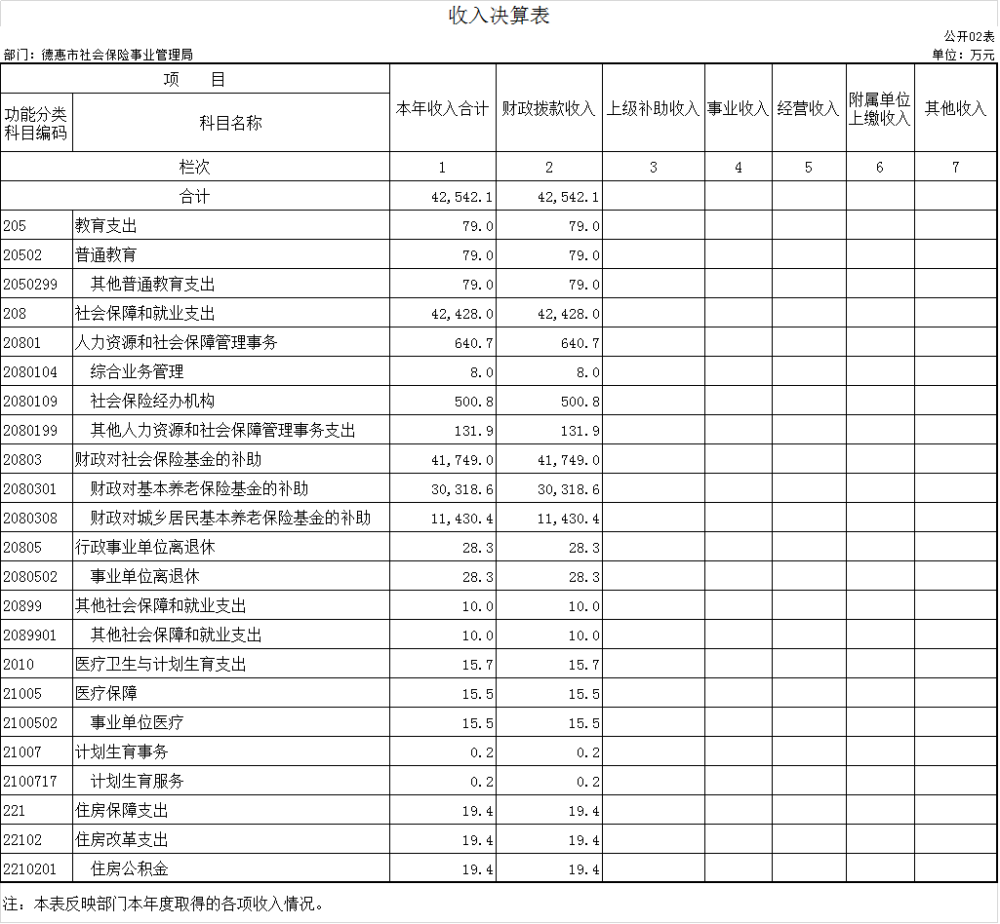 收入决算表
公开02表
部门：德惠市社会保险事业管理局 单位：万元
项 目 本年收入合计 财政拨款收入 上级补助收入 事业收入 经营收入 附属单位上缴收入 其他收入
功能分类科目编码 科目名称
栏次 1 2 3 4 5 6 7
合计 42,542.1 42,542.1
205 教育支出 79.0 79.0
20502 普通教育 79.0 79.0
2050299 其他普通教育支出 79.0 79.0
208 社会保障和就业支出 42,428.0 42,428.0
20801 人力资源和社会保障管理事务 640.7 640.7
2080104 综合业务管理 8.0 8.0
2080109 社会保险经办机构 500.8 500.8
2080199 其他人力资源和社会保障管理事务支出 131.9 131.9
20803 财政对社会保险基金的补助 41,749.0 41,749.0
2080301 财政对基本养老保险基金的补助 30,318.6 30,318.6
2080308 财政对城乡居民基本养老保险基金的补助 11,430.4 11,430.4
20805 行政事业单位离退休 28.3 28.3
2080502 事业单位离退休 28.3 28.3
20899 其他社会保障和就业支出 10.0 10.0
2089901 其他社会保障和就业支出 10.0 10.0
2010 医疗卫生与计划生育支出 15.7 15.7
21005 医疗保障 15.5 15.5
2100502 事业单位医疗 15.5 15.5
21007 计划生育事务 0.2 0.2
2100717 计划生育服务 0.2 0.2
221 住房保障支出 19.4 19.4
22102 住房改革支出 19.4 19.4
2210201 住房公积金 19.4 19.4
注：本表反映部门本年度取得的各项收入情况。